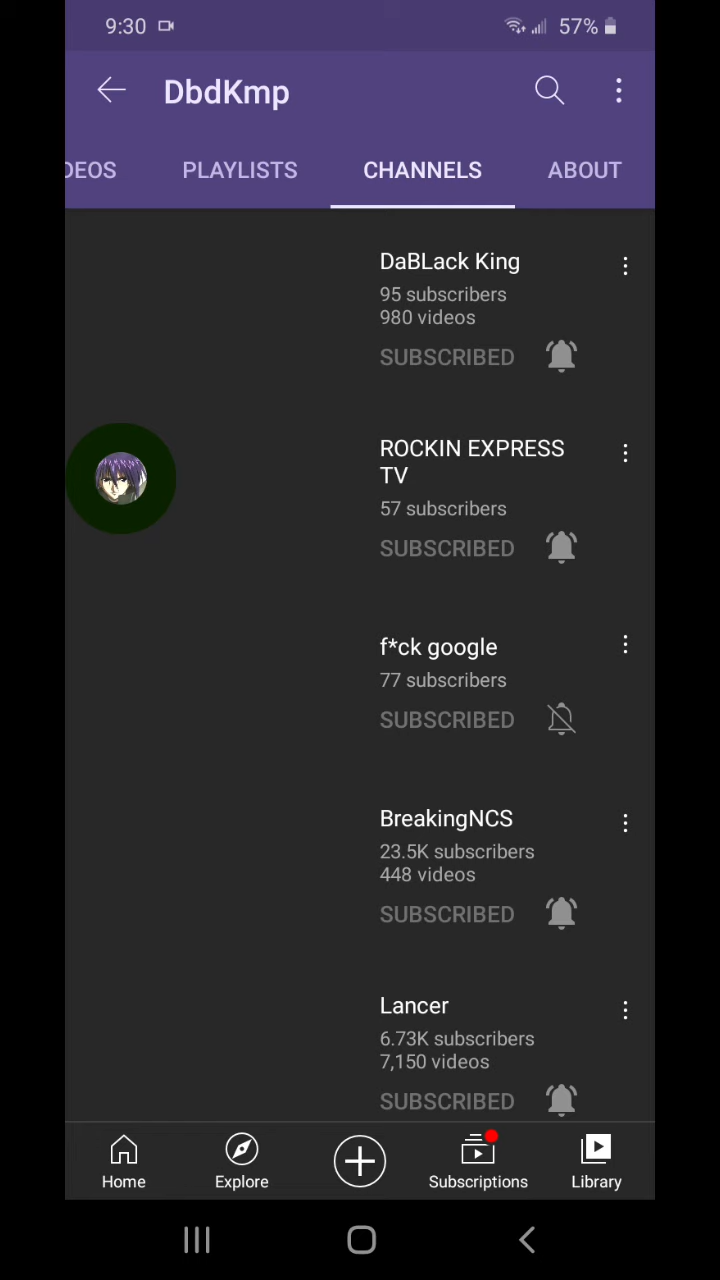 9:30
57%
DbdKmp
DEOS PLAYLISTS CHANNELS ABOUT
DaBLack King
95 subscribers
980 videos
SUBSCRIBED
ROCKIN EXPRESS
TV
57 subscribers
SUBSCRIBED
f*ck google
77 subscribers
SUBSCRIBED
BreakingNCS
23.5K subscribers
448 videos
SUBSCRIBED
Lancer
6.73K subscribers
7,150 videos
SUBSCRIBED
Home Explore Subscriptions Library